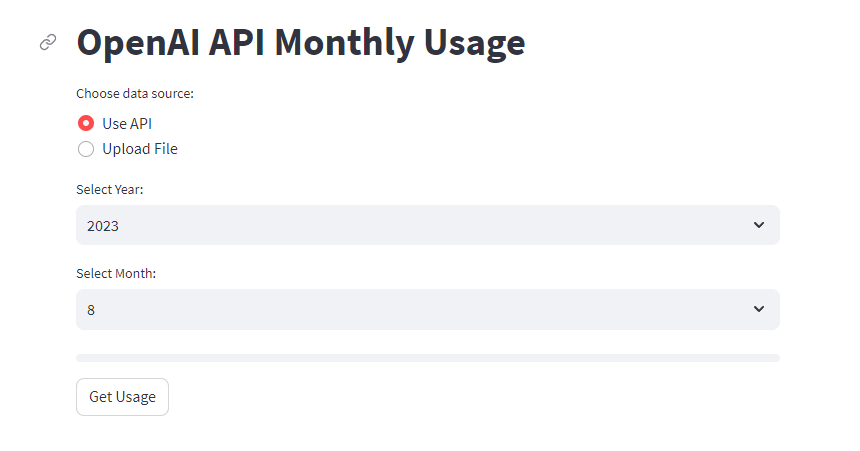 OpenAI API Monthly Usage
Choose data source:
Use API
Upload File
Select Year:
2023
Select Month:
8
Get Usage